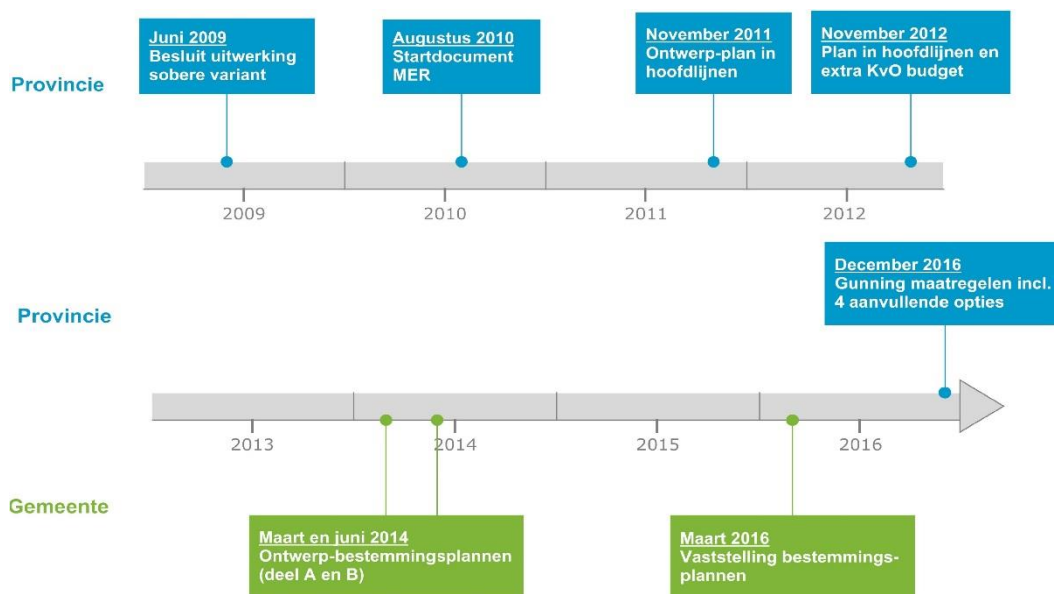 Juni 2009
Besluit uitwerking
sobere variant
Augustus 2010
Startdocument
MER
November 2011
Ontwerp-plan in
hoofdlijnen
November 2012
Plan in hoofdlijnen en
extra KvO budget
Provincie
2009
2010
2011
2012
December 2016
Gunning maatregelen incl.
4 aanvullende opties
Provincie
2013
2014
2015
2016
Gemeente
Maart en juni 2014
Ontwerp-bestemmingsplannen
(deel A en B)
Maart 2016
Vaststelling bestemmings-
plannen